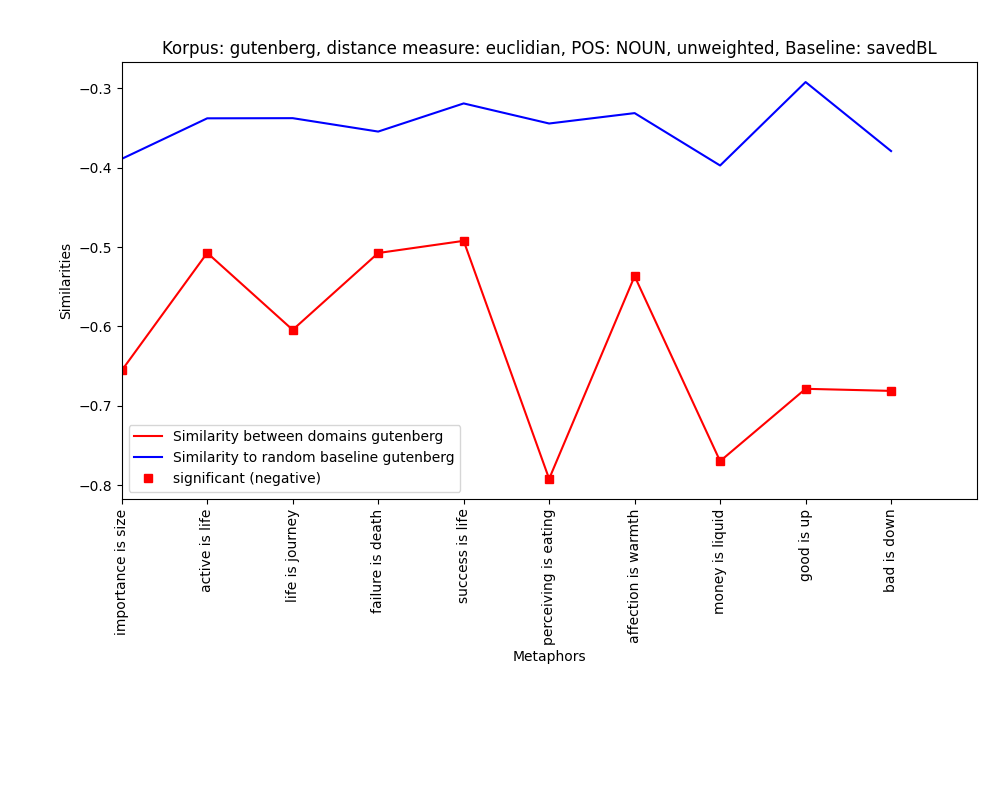 Korpus: gutenberg, distance measure: euclidian, POS: NOUN, unweighted, Baseline: savedBL
Similarities
−0.3
−0.4
−0.5
−0.6
−0.7
−0.8
Similarity between domains gutenberg
Similarity to random baseline gutenberg
significant (negative)
importance is size
active is life
life is journey
failure is death
success is life
perceiving is eating
affection is warmth
money is liquid
good is up
bad is down
Metaphors